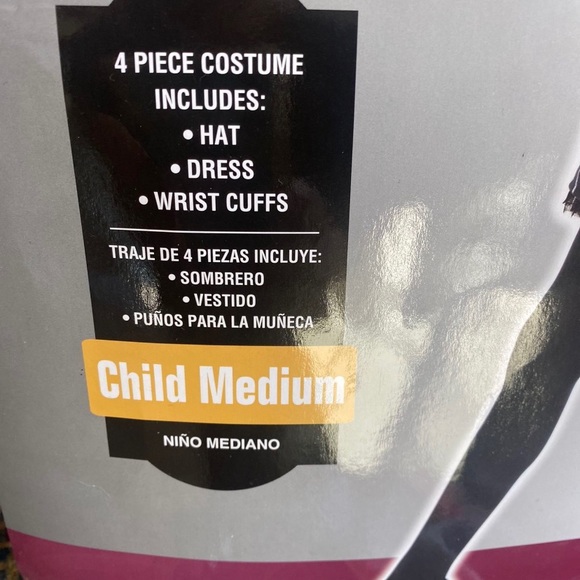 4 PIECE COSTUME
INCLUDES:
• HAT
• DRESS
• WRIST CUFFS
TRAJE DE 4 PIEZAS INCLUYE:
• SOMBRERO
• VESTIDO
• PUÑOS PARA LA MUÑECA
Child Medium
NIÑO MEDIANO